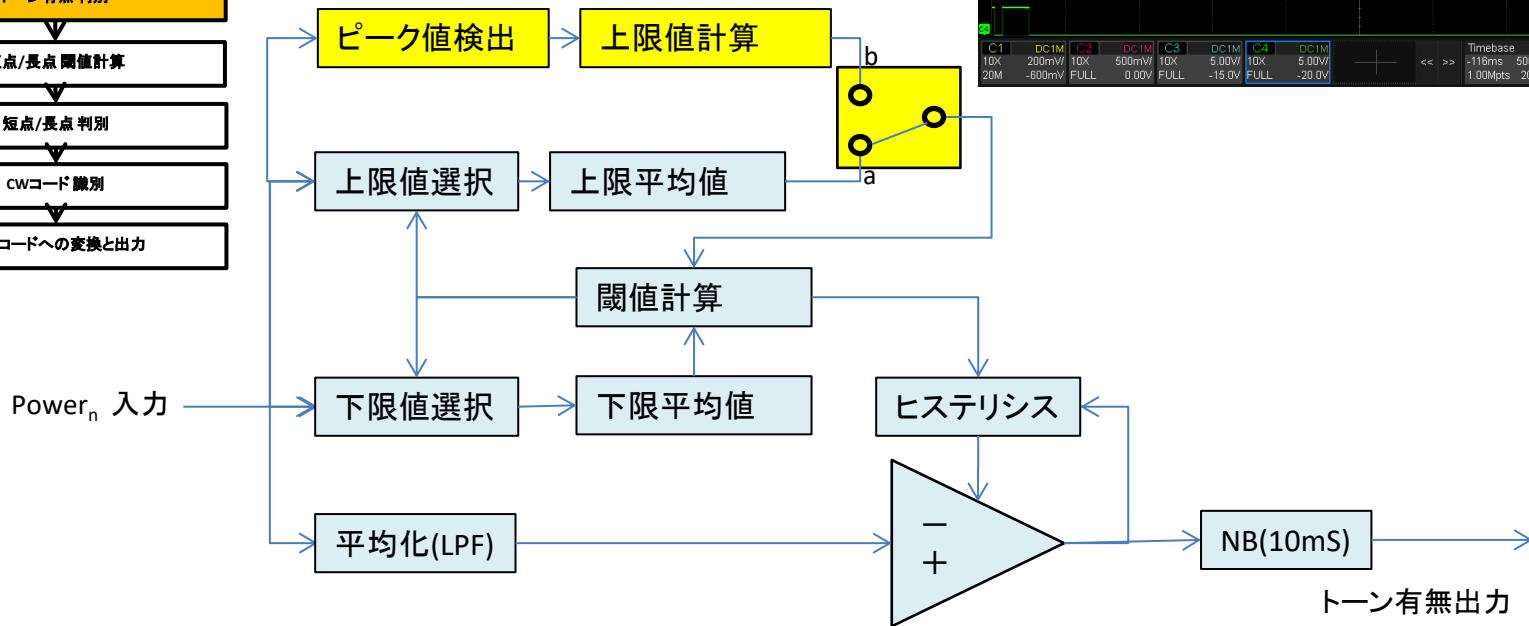 短点/長点 判別
CWコード 識別
コードへの変換と出力
ピーク値検出
上限値計算
b
a
上限値選択
上限平均値
閾値計算
Powerₙ 入力
下限値選択
下限平均値
ヒステリシス
平均化(LPF)
−
+
NB(10mS)
トーン有無出力
C1 DC1M C2 DC1M C3 DC1M C4 DC1M
10X 200mV/ 10X 500mV/ 10X 5.00V/ 10X 5.00V/
20M -600mV FULL 0.00V FULL -15.0V FULL -20.0V
<< >>
Timebase
-116ms
1.00Mpts